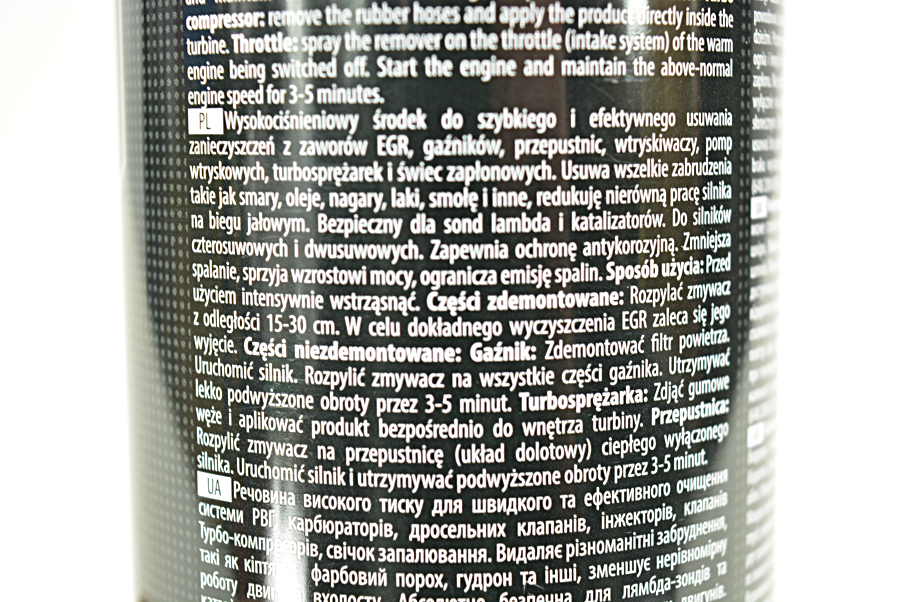 compressor: remove the rubber hoses and apply the product directly inside the
turbine. Throttle: spray the remover on the throttle (intake system) of the warm
engine being switched off. Start the engine and maintain the above-normal
engine speed for 3-5 minutes.
PL Wysokociśnieniowy środek do szybkiego i efektywnego usuwania
zanieczyszczeń z zaworów EGR, gaźników, przepustnic, wtryskiwaczy, pomp
wtryskowych, turbosprężarek i świec zapłonowych. Usuwa wszelkie zabrudzenia
takie jak smary, oleje, nagary, laki, smołę i inne, redukuję nierówną pracę silnika
na biegu jałowym. Bezpieczny dla sond lambda i katalizatorów. Do silników
czterosuwowych i dwusuwowych. Zapewnia ochronę antykorozyjną. Zmniejsza
spalanie, sprzyja wzrostowi mocy, ogranicza emisję spalin. Sposób użycia: Przed
użyciem intensywnie wstrząsnąć. Części zdemontowane: Rozpylać zmywacz
z odległości 15-30 cm. W celu dokładnego wyczyszczenia EGR zaleca się jego
wyjęcie. Części niezdemontowane: Gaźnik: Zdemontować filtr powietrza.
Uruchomić silnik. Rozpylić zmywacz na wszystkie części gaźnika. Utrzymywać
lekko podwyższone obroty przez 3-5 minut. Turbosprężarka: Zdjąć gumowe
węże i aplikować produkt bezpośrednio do wnętrza turbiny. Przepustnica:
Rozpylić zmywacz na przepustnicę (układ dolotowy) ciepłego wyłączonego
silnika. Uruchomić silnik i utrzymywać podwyższone obroty przez 3-5 minut.
UA Речовина високого тиску для швидкого та ефективного очищення
системи РВГ, карбюраторів, дросельних клапанів, інжекторів, клапанів
Турбо-компресорів, свічок запалювання. Видаляє різноманітні забруднення,
такі як фарбовий порох, гудрон та інші, зменшує нерівномірну
роботу вхолосту. Абсолютно безпечна для лямбда-зондів та
двигунів.